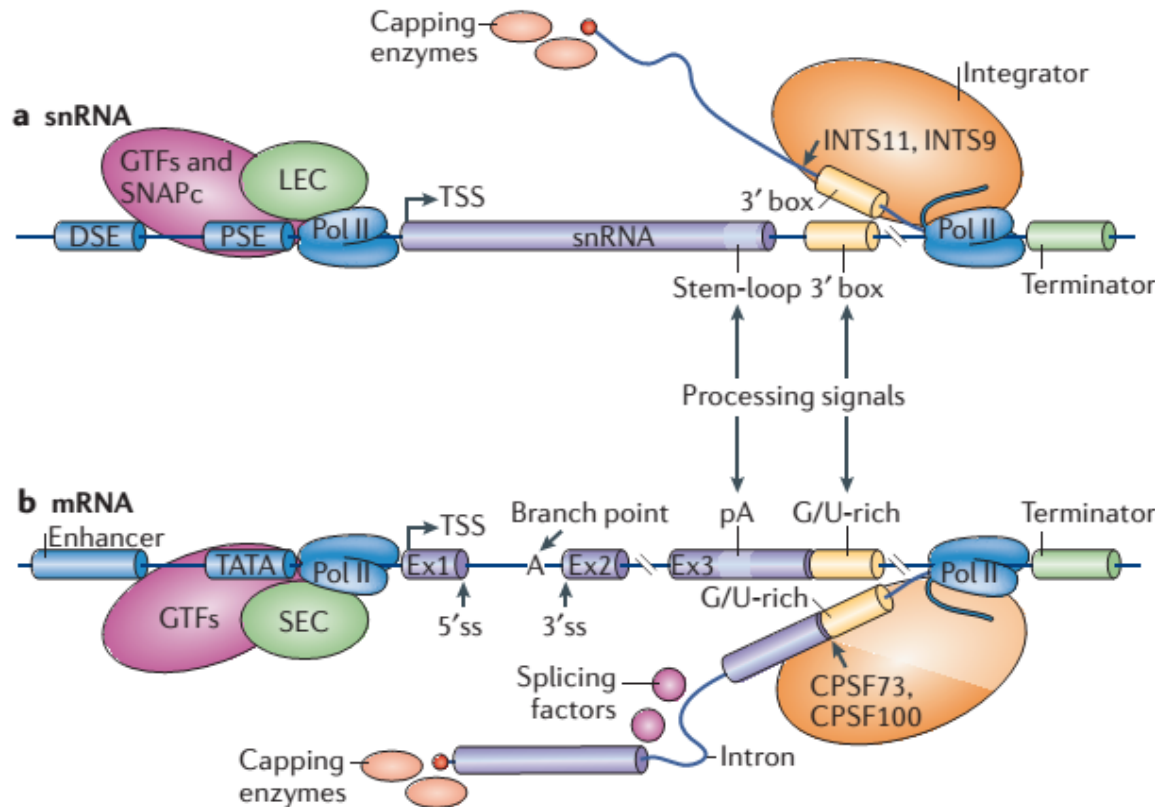 Capping
enzymes
Integrator
a snRNA
INTS11, INTS9
GTFs and
SNAPc
LEC
TSS
3′ box
DSE
PSE
Pol II
snRNA
Pol II
Stem-loop
3′ box
Terminator
Processing signals
b mRNA
Enhancer
TSS
Branch point
pA
G/U-rich
Terminator
TATA
Pol II
Ex1
A
Ex2
Ex3
Pol II
GTFs
SEC
5′ss
3′ss
G/U-rich
Splicing
factors
CPSF73,
CPSF100
Capping
enzymes
Intron